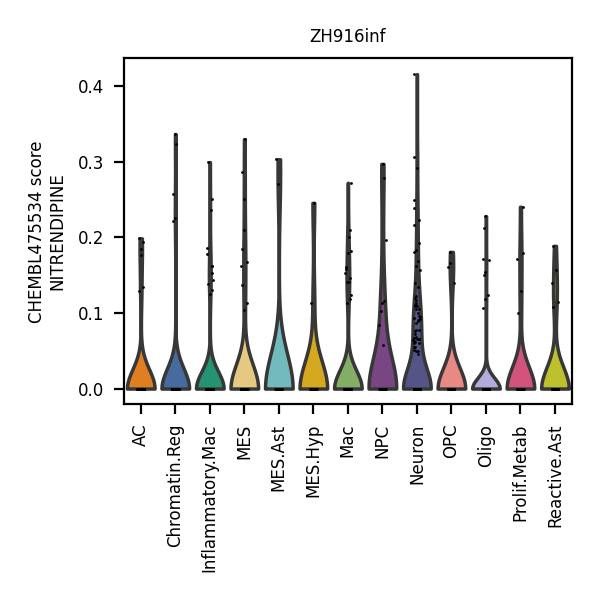 ZH916inf
CHEMBL475534 score
NITRENDIPINE
0.4
0.3
0.2
0.1
0.0
AC
Chromatin.Reg
Inflammatory.Mac
MES
MES.Ast
MES.Hyp
Mac
NPC
Neuron
OPC
Oligo
Prolif.Metab
Reactive.Ast